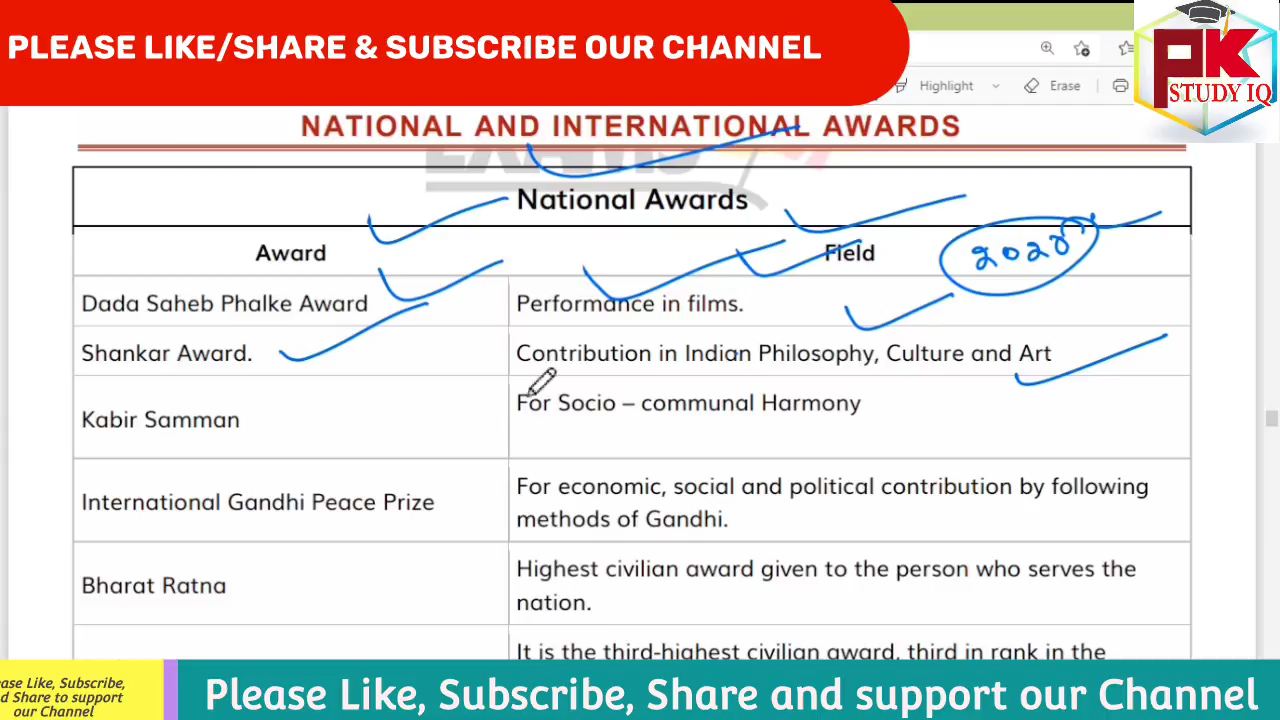 PLEASE LIKE/SHARE & SUBSCRIBE OUR CHANNEL
PK
STUDY IQ
Highlight
Erase
NATIONAL AND INTERNATIONAL AWARDS
National Awards
Award
Field
Dada Saheb Phalke Award
Performance in films.
Shankar Award.
Contribution in Indian Philosophy, Culture and Art
Kabir Samman
For Socio – communal Harmony
International Gandhi Peace Prize
For economic, social and political contribution by following
methods of Gandhi.
Bharat Ratna
Highest civilian award given to the person who serves the
nation.
It is the third-highest civilian award, third in rank in the
ease Like, Subscribe,
d Share to support
our Channel
Please Like, Subscribe, Share and support our Channel